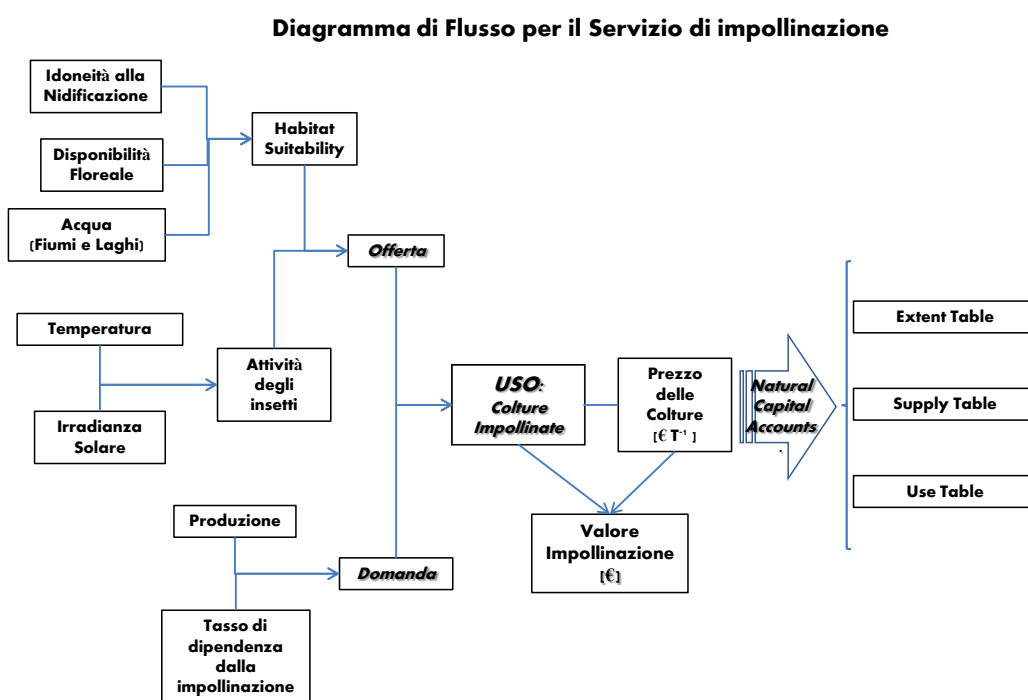 Diagramma di Flusso per il Servizio di impollinazione
Idoneità alla
Nidificazione
Disponibilità
Floreale
Acqua
(Fiumi e Laghi)
Habitat
Suitability
Offerta
Temperatura
Irradianza
Solare
Attività
degli
insetti
Produzione
Tasso di
dipendenza
dalla
impollinazione
Domanda
USO:
Colture
Impollinate
Prezzo
delle
Colture
[€ T⁻¹ ]
Valore
Impollinazione
[€]
Natural
Capital
Accounts
Extent Table
Supply Table
Use Table